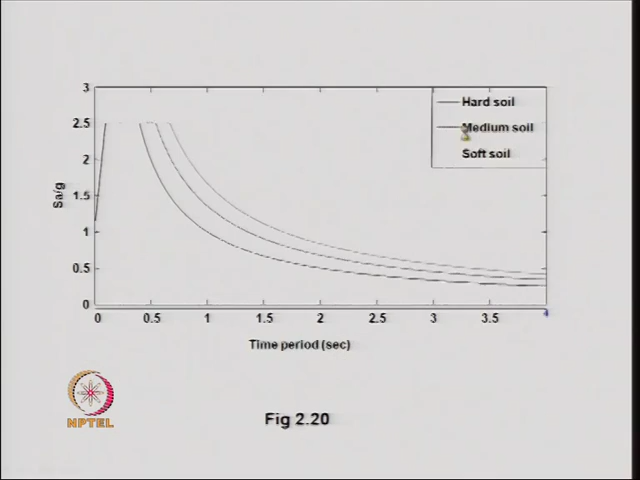 3
2.5
2
1.5
1
0.5
0
Sa/g
Hard soil
Medium soil
Soft soil
0 0.5 1 1.5 2 2.5 3 3.5 4
Time period (sec)
NPTEL
Fig 2.20